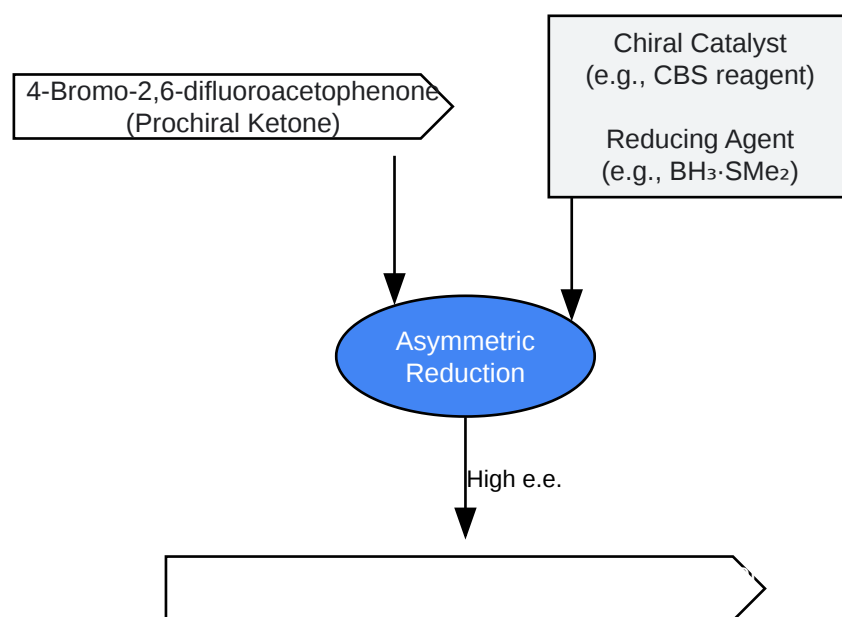 4-Bromo-2,6-difluoroacetophenone
(Prochiral Ketone)
Chiral Catalyst
(e.g., CBS reagent)
Reducing Agent
(e.g., BH₃·SMe₂)
Asymmetric
Reduction
High e.e.